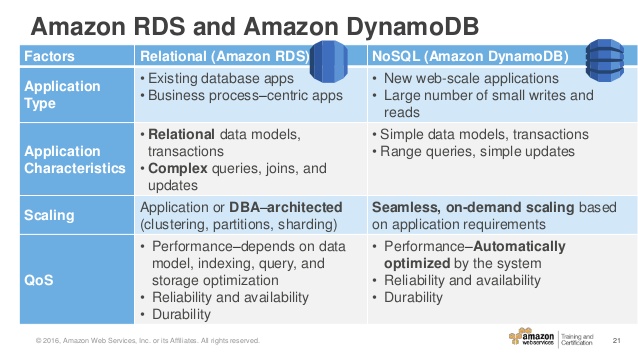 Amazon RDS and Amazon DynamoDB
Factors
Relational (Amazon RDS)
NoSQL (Amazon DynamoDB)
Application
Type
• Existing database apps
• Business process–centric apps
• New web-scale applications
• Large number of small writes and
reads
Application
Characteristics
• Relational data models,
transactions
• Complex queries, joins, and
updates
• Simple data models, transactions
• Range queries, simple updates
Scaling
Application or DBA–architected
(clustering, partitions, sharding)
Seamless, on-demand scaling based
on application requirements
QoS
• Performance–depends on data
model, indexing, query, and
storage optimization
• Reliability and availability
• Durability
• Performance–Automatically
optimized by the system
• Reliability and availability
• Durability
© 2016, Amazon Web Services, Inc. or its Affiliates. All rights reserved.
amazon
web services
Training and
Certification
21